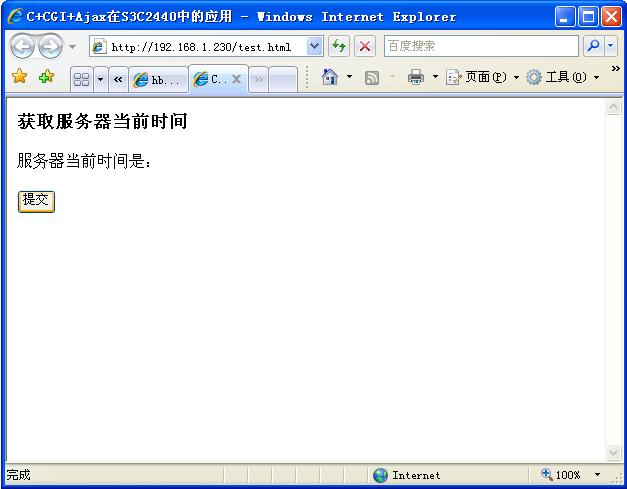 C+CGI+Ajax在S3C2440中的应用 - Windows Internet Explorer
http://192.168.1.230/test.html
百度搜索
hb...
C..
页面(P)
工具(O)
获取服务器当前时间
服务器当前时间是:
提交
完成
Internet
100%